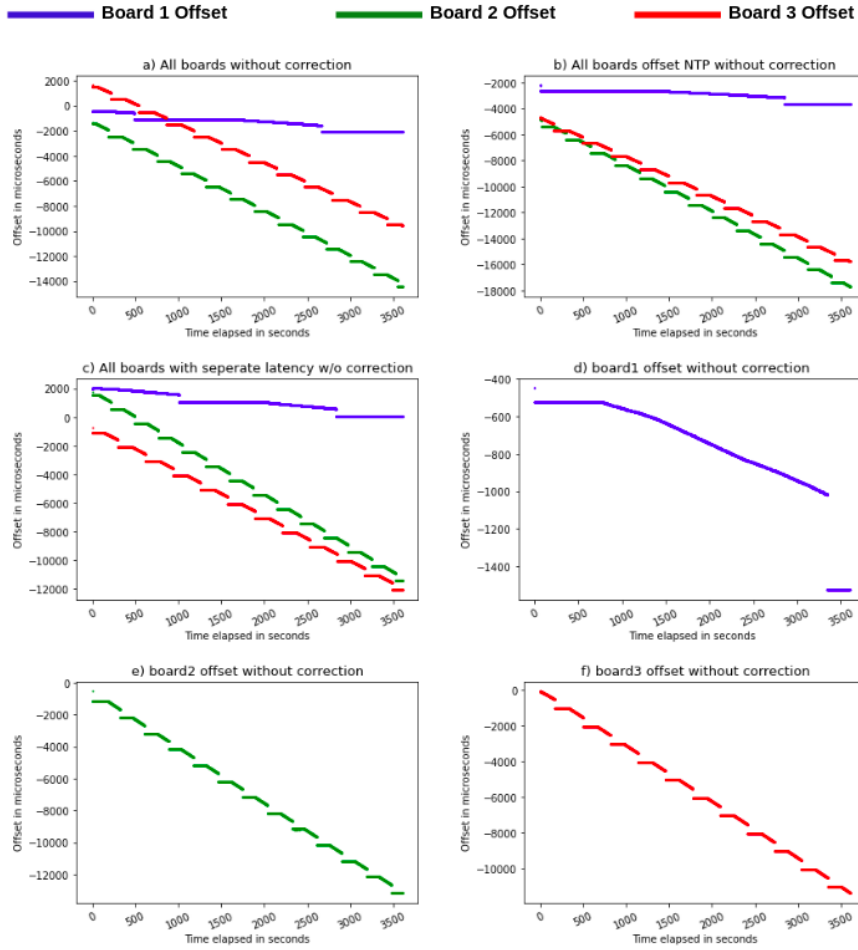 Board 1 Offset Board 2 Offset Board 3 Offset
a) All boards without correction
2000
0
−2000
−4000
−6000
−8000
−10000
−12000
−14000
Offset in microseconds
0 500 1000 1500 2000 2500 3000 3500
Time elapsed in seconds
b) All boards offset NTP without correction
−2000
−4000
−6000
−8000
−10000
−12000
−14000
−16000
−18000
Offset in microseconds
0 500 1000 1500 2000 2500 3000 3500
Time elapsed in seconds
c) All boards with seperate latency w/o correction
2000
0
−2000
−4000
−6000
−8000
−10000
−12000
Offset in microseconds
0 500 1000 1500 2000 2500 3000 3500
Time elapsed in seconds
d) board1 offset without correction
−400
−600
−800
−1000
−1200
−1400
Offset in microseconds
0 500 1000 1500 2000 2500 3000 3500
Time elapsed in seconds
e) board2 offset without correction
0
−2000
−4000
−6000
−8000
−10000
−12000
Offset in microseconds
0 500 1000 1500 2000 2500 3000 3500
Time elapsed in seconds
f) board3 offset without correction
0
−2000
−4000
−6000
−8000
−10000
Offset in microseconds
0 500 1000 1500 2000 2500 3000 3500
Time elapsed in seconds